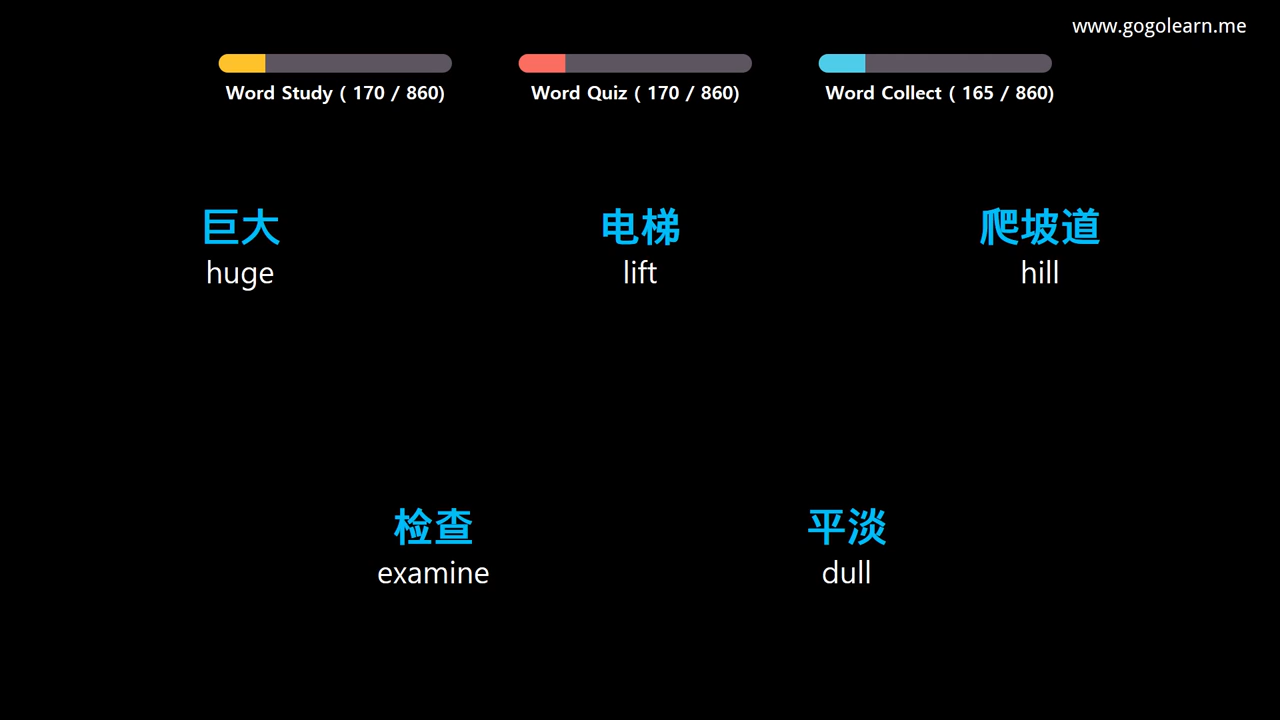 www.gogolearn.me
Word Study ( 170 / 860)
Word Quiz ( 170 / 860)
Word Collect ( 165 / 860)
巨大
huge
电梯
lift
爬坡道
hill
检查
examine
平淡
dull